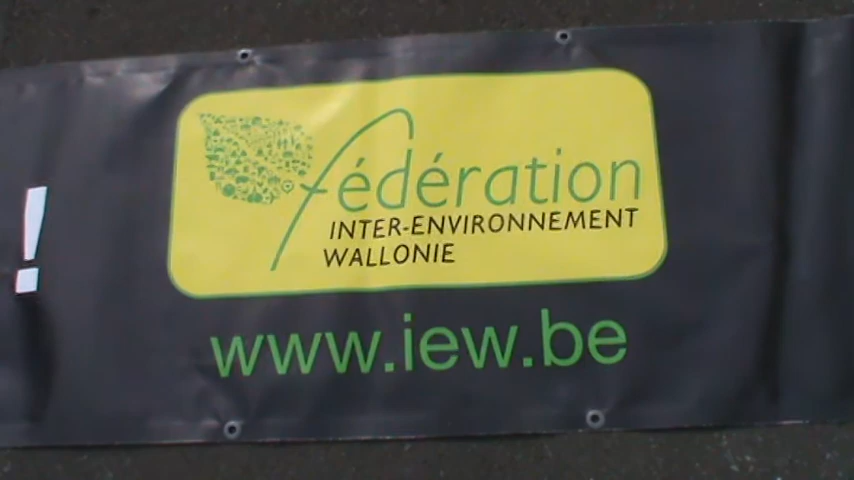 !
fédération
INTER-ENVIRONNEMENT
WALLONIE
www.iew.be